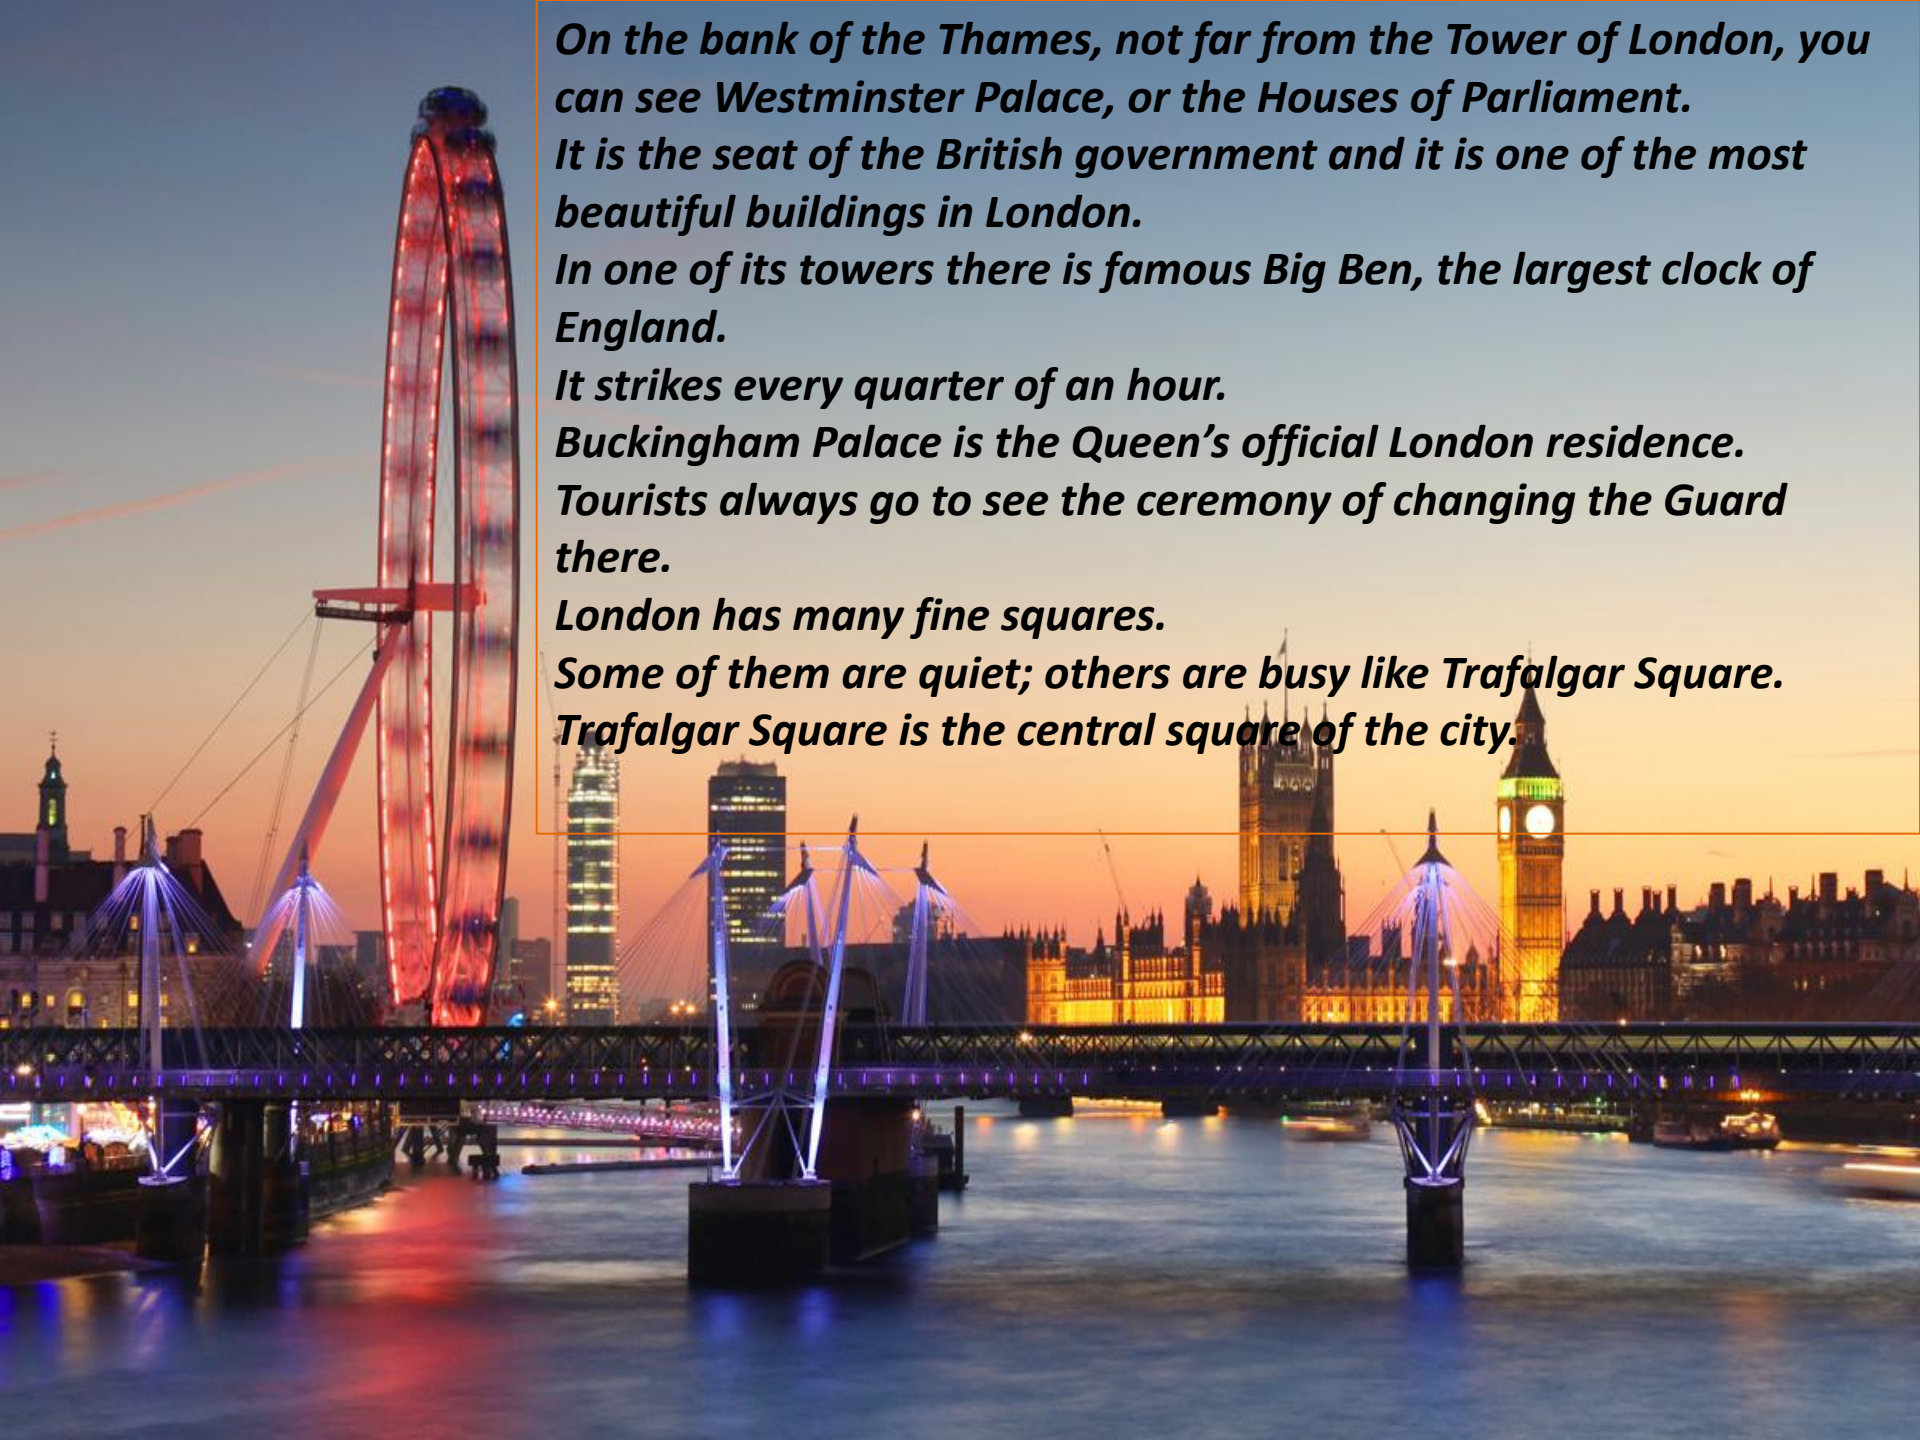 On the bank of the Thames, not far from the Tower of London, you
can see Westminster Palace, or the Houses of Parliament.
It is the seat of the British government and it is one of the most
beautiful buildings in London.
In one of its towers there is famous Big Ben, the largest clock of
England.
It strikes every quarter of an hour.
Buckingham Palace is the Queen’s official London residence.
Tourists always go to see the ceremony of changing the Guard
there.
London has many fine squares.
Some of them are quiet; others are busy like Trafalgar Square.
Trafalgar Square is the central square of the city.